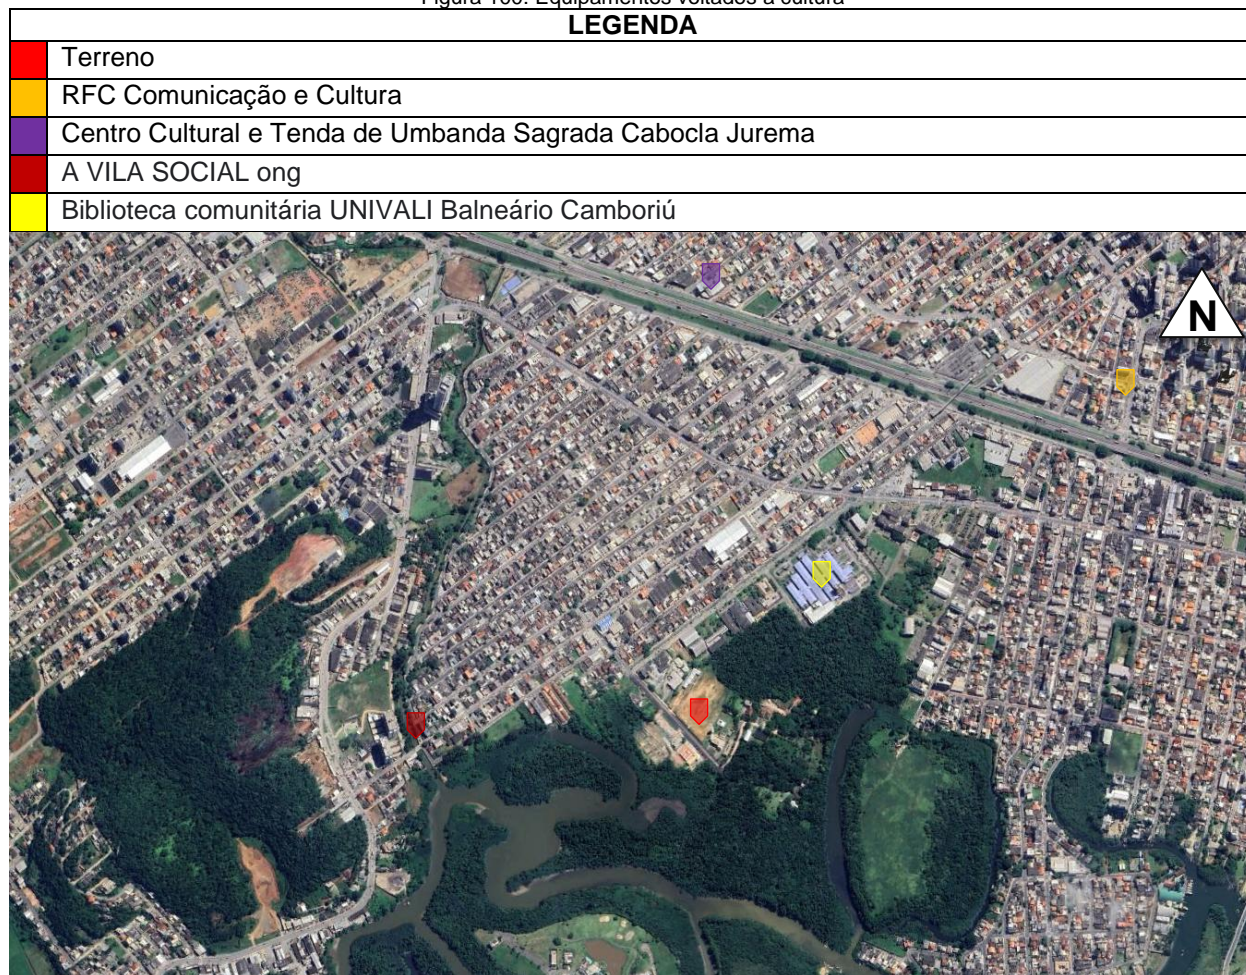 LEGENDA
Terreno
RFC Comunicação e Cultura
Centro Cultural e Tenda de Umbanda Sagrada Cabocla Jurema
A VILA SOCIAL ong
Biblioteca comunitária UNIVALI Balneário Camboriú
N